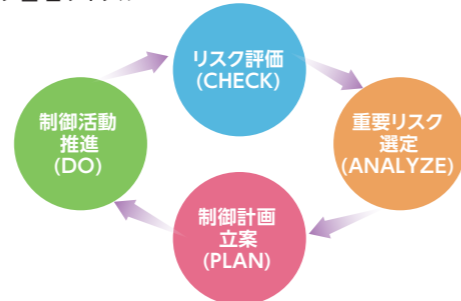 リスク評価
(CHECK)
重要リスク
選定
(ANALYZE)
制御計画
立案
(PLAN)
制御活動
推進
(DO)